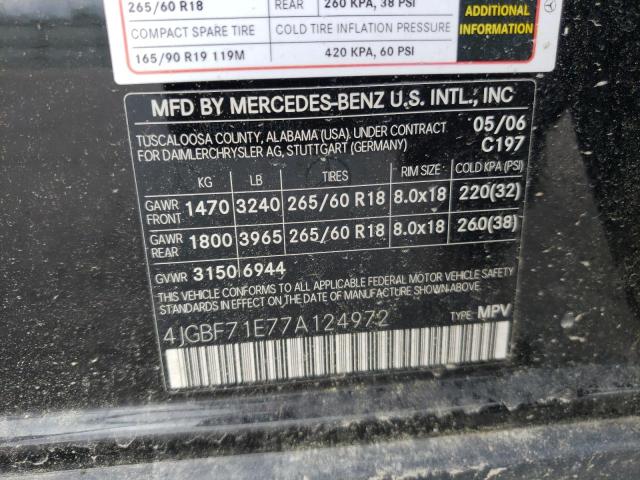 265/60 R18 REAR 260 KPA, 38 PSI
COMPACT SPARE TIRE COLD TIRE INFLATION PRESSURE
165/90 R19 119M 420 KPA, 60 PSI
ADDITIONAL
INFORMATION
MFD BY MERCEDES-BENZ U.S. INTL., INC
TUSCALOOSA COUNTY, ALABAMA (USA). UNDER CONTRACT 05/06
FOR DAIMLERCHRYSLER AG, STUTTGART (GERMANY) C197
KG LB TIRES RIM SIZE COLD KPA (PSI)
GAWR FRONT 1470 3240 265/60 R18 8.0x18 220(32)
GAWR REAR 1800 3965 265/60 R18 8.0x18 260(38)
GVWR 3150 6944
THIS VEHICLE CONFORMS TO ALL APPLICABLE FEDERAL MOTOR VEHICLE SAFETY
STANDARDS IN EFFECT ON THE DATE OF MANUFACTURE SHOWN ABOVE.
4JGBF71E77A124972 TYPE: MPV